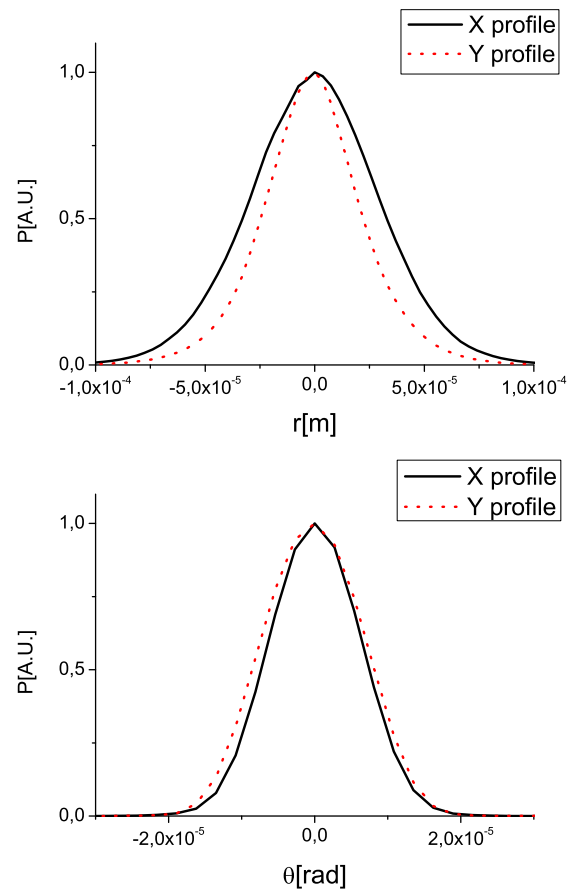 X profile
Y profile
1,0
0,5
0,0
P[A.U.]
-1,0x10⁻⁴ -5,0x10⁻⁵ 0,0 5,0x10⁻⁵ 1,0x10⁻⁴
r[m]
X profile
Y profile
1,0
0,5
0,0
P[A.U.]
-2,0x10⁻⁵ 0,0 2,0x10⁻⁵
θ[rad]